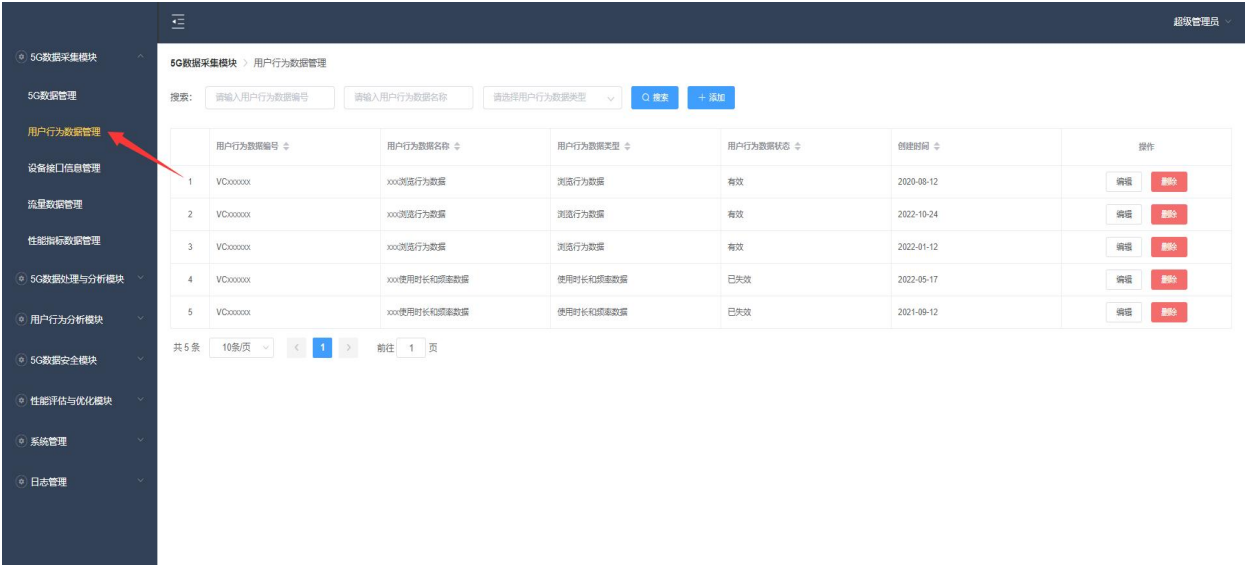 超级管理员
5G数据采集模块
5G数据管理
用户行为数据管理
设备接口信息管理
流量数据管理
性能指标数据管理
5G数据处理与分析模块
用户行为分析模块
5G数据安全模块
性能评估与优化模块
系统管理
日志管理
5G数据采集模块 > 用户行为数据管理
搜索: 请输入用户行为数据编号 请输入用户行为数据名称 请选择用户行为数据类型 搜索 + 添加
用户行为数据编号 用户行为数据名称 用户行为数据类型 用户行为数据状态 创建时间 操作
1 VCxxxxxx xxx浏览行为数据 浏览行为数据 有效 2020-08-12 编辑 删除
2 VCxxxxxx xxx浏览行为数据 浏览行为数据 有效 2022-10-24 编辑 删除
3 VCxxxxxx xxx浏览行为数据 浏览行为数据 有效 2022-01-12 编辑 删除
4 VCxxxxxx xxx使用时长和频率数据 使用时长和频率数据 已失效 2022-05-17 编辑 删除
5 VCxxxxxx xxx使用时长和频率数据 使用时长和频率数据 已失效 2021-09-12 编辑 删除
共 5 条 10条/页 < 1 > 前往 1 页